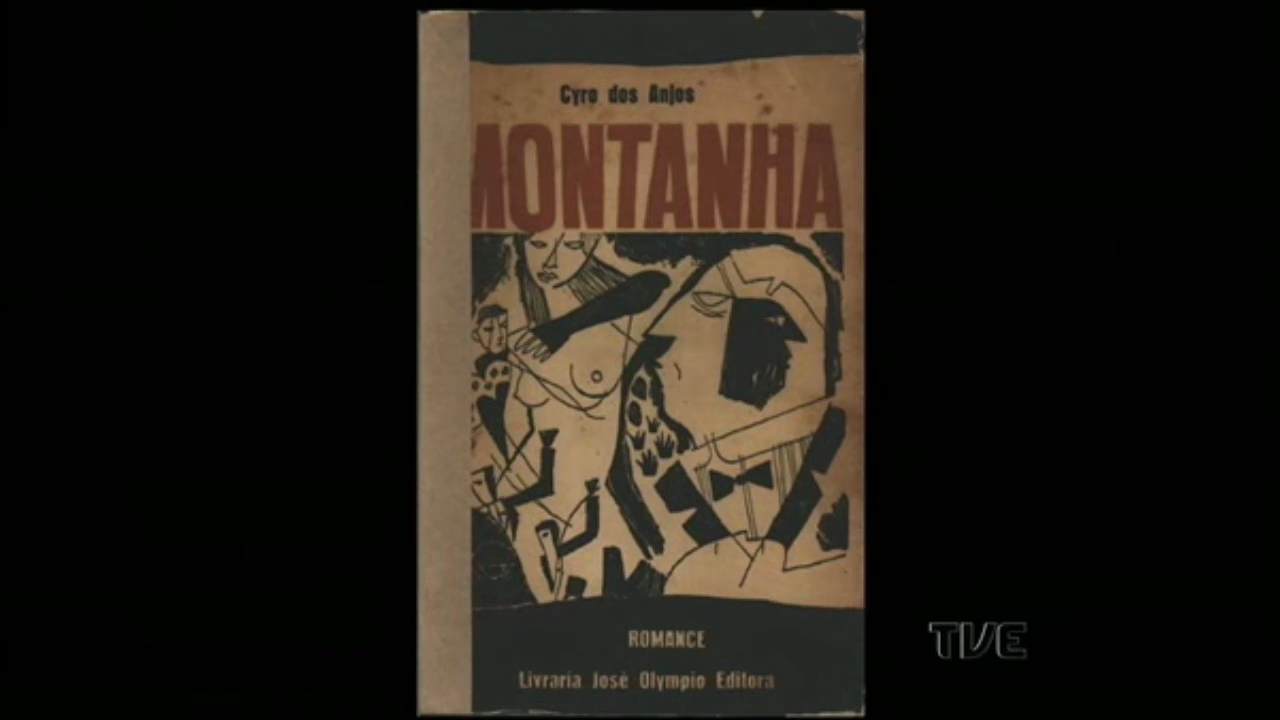 Cyro dos Anjos
MONTANHA
ROMANCE
Livraria José Olympio Editora
TVE